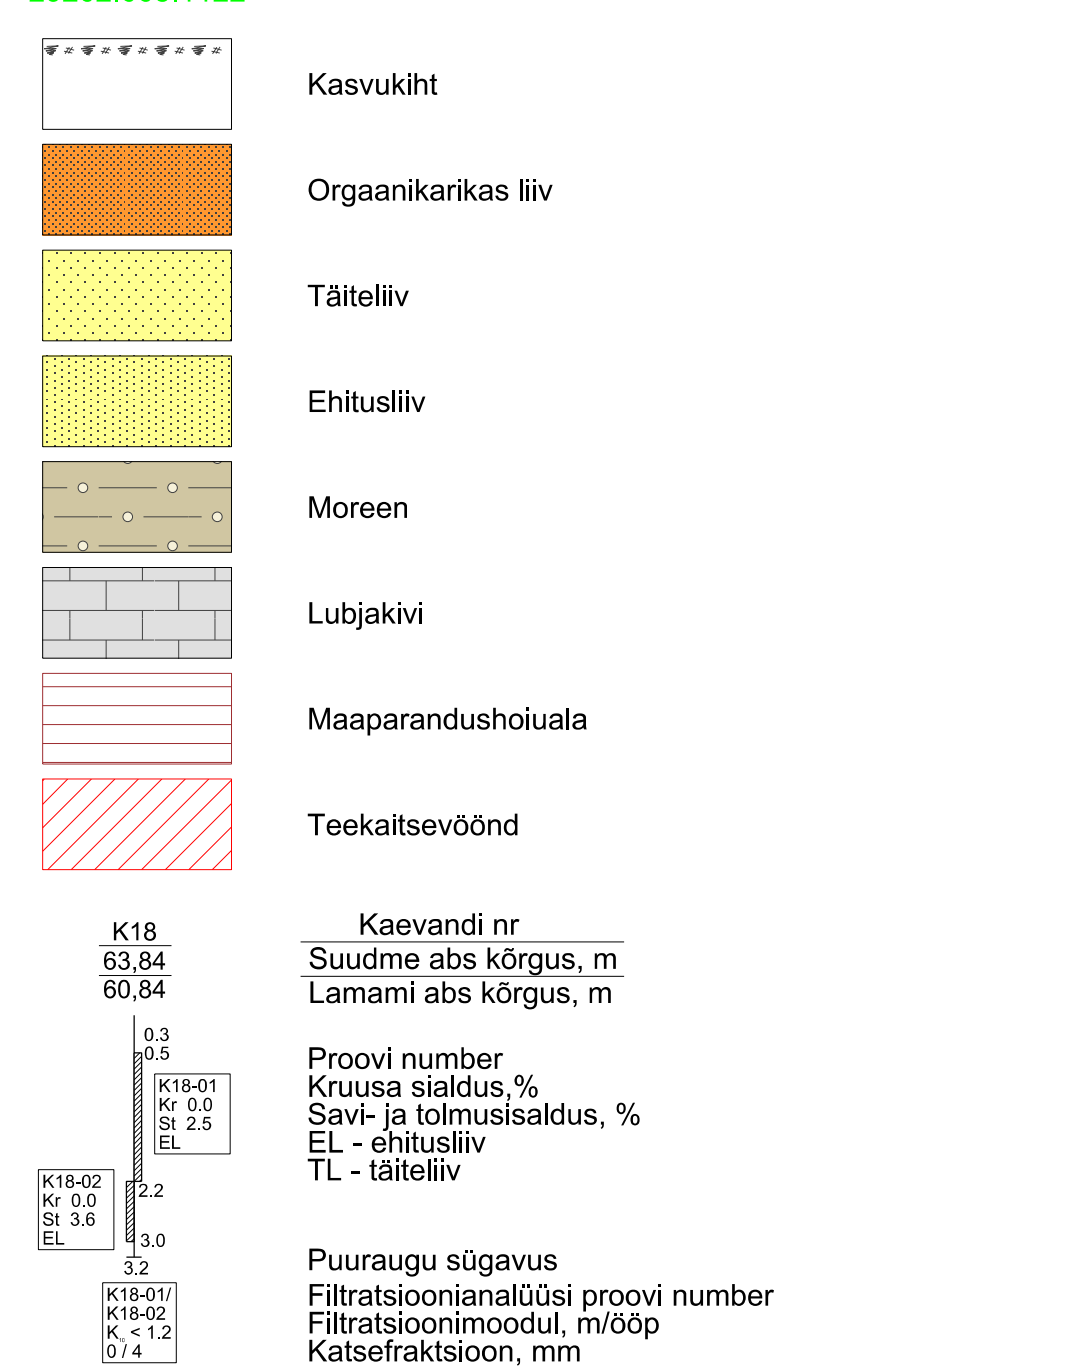 Kasvukiht
Orgaanikarikas liiv
Täiteliiv
Ehitusliiv
Moreen
Lubjakivi
Maaparandushoiuala
Teekaitsevöönd
K18
63,84
60,84
Kaevandi nr
Suudme abs kõrgus, m
Lamami abs kõrgus, m
0.3
0.5
K18-01
Kr 0.0
St 2.5
EL
K18-02
Kr 0.0
St 3.6
EL
2.2
3.0
3.2
Proovi number
Kruusa sialdus,%
Savi- ja tolmusisaldus, %
EL - ehitusliiv
TL - täiteliiv
Puuraugu sügavus
K18-01/
K18-02
K₁₀ < 1.2
0 / 4
Filtratsioonianalüüsi proovi number
Filtratsioonimoodul, m/ööp
Katsefraktsioon, mm